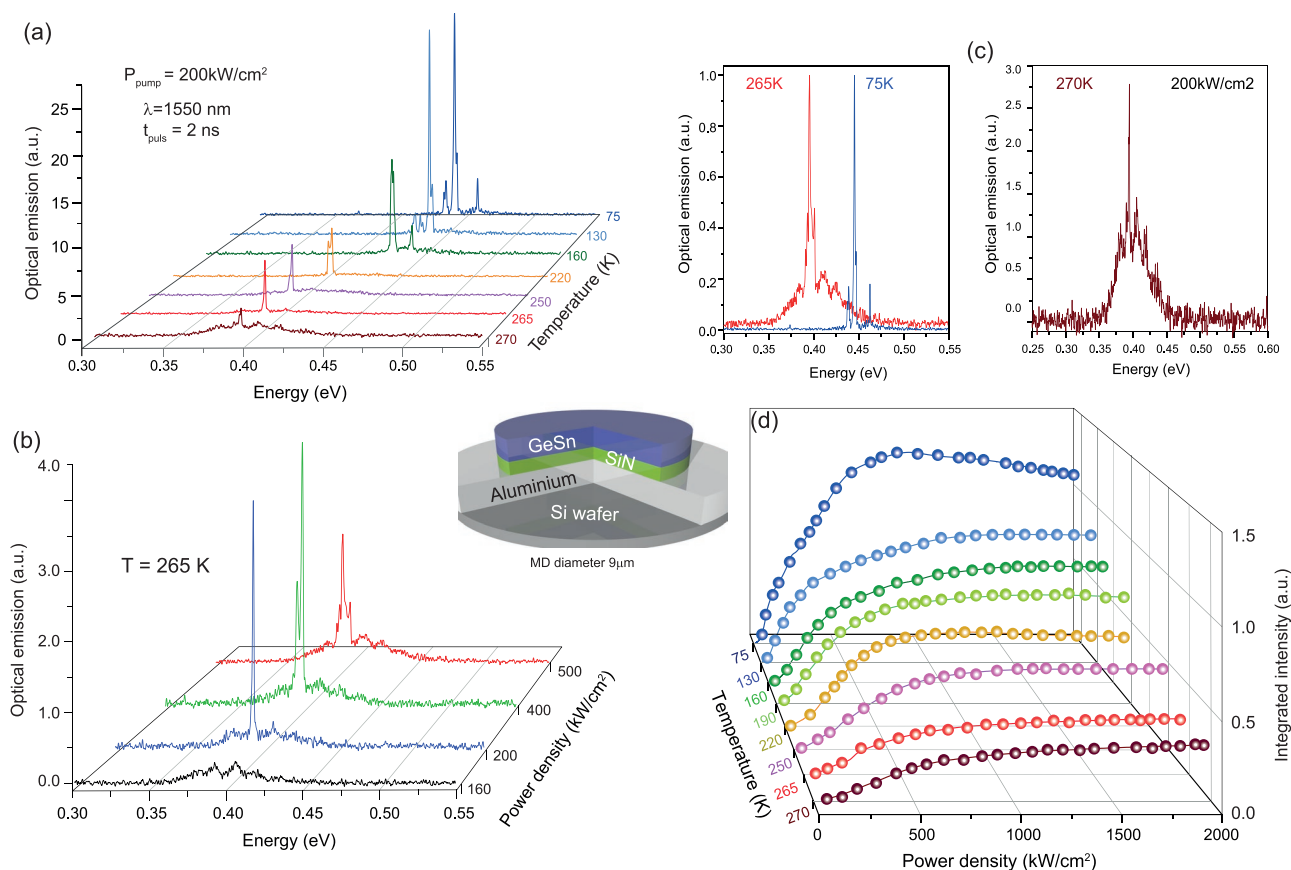 (a)
P_pump = 200kW/cm²
λ=1550 nm
t_puls = 2 ns
Optical emission (a.u.)
25
20
15
10
5
0
0.30
0.35
0.40
0.45
0.50
0.55
Energy (eV)
75
130
160
220
250
265
270
Temperature (K)
265K
75K
Optical emission (a.u.)
1.0
0.8
0.6
0.4
0.2
0.0
0.30
0.35
0.40
0.45
0.50
0.55
Energy (eV)
(c)
270K
200kW/cm2
Optical emission (a.u.)
3.0
2.5
2.0
1.5
1.0
0.5
0.0
0.25
0.30
0.35
0.40
0.45
0.50
0.55
0.60
Energy (eV)
(b)
T = 265 K
Optical emission (a.u.)
4.0
3.0
2.0
1.0
0.0
0.30
0.35
0.40
0.45
0.50
0.55
Energy (eV)
500
400
200
160
Power density (kW/cm²)
GeSn
SiN
Aluminium
Si wafer
MD diameter 9μm
(d)
75
130
160
190
220
250
265
270
Temperature (K)
0
500
1000
1500
2000
Power density (kW/cm²)
1.5
1.0
0.5
0.0
Integrated intensity (a.u.)